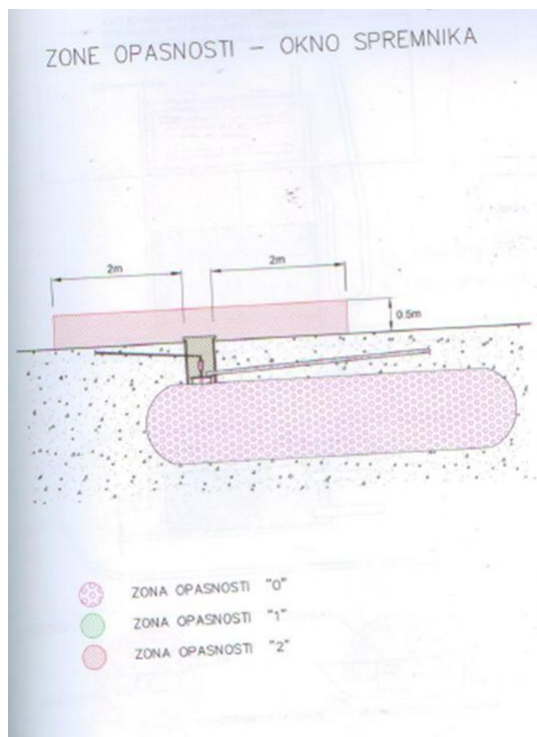 ZONE OPASNOSTI – OKNO SPREMNIKA
2m
2m
0.5m
ZONA OPASNOSTI "0"
ZONA OPASNOSTI "1"
ZONA OPASNOSTI "2"